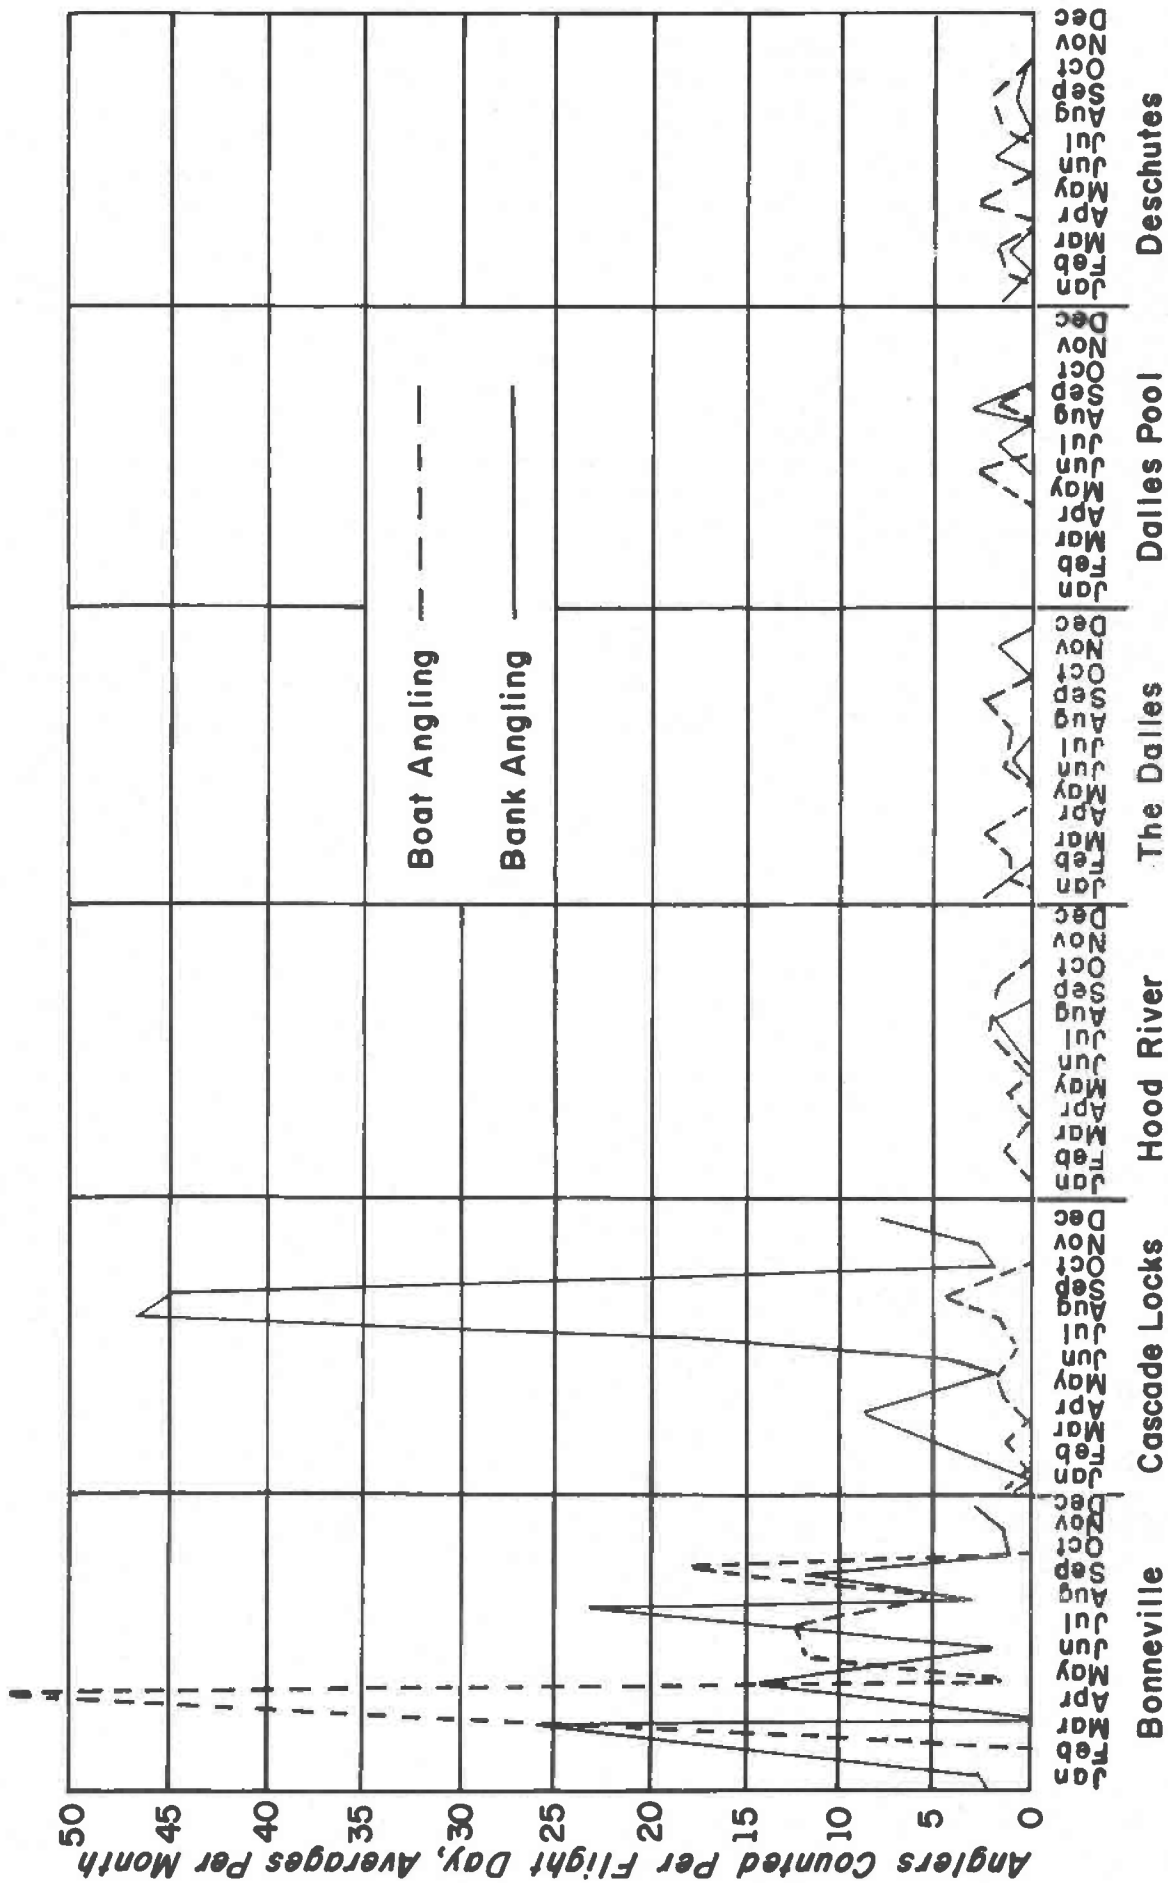 Anglers Counted Per Flight Day, Averages Per Month
50
45
40
35
30
25
20
15
10
5
0
Boat Angling
Bank Angling
Jan Feb Mar Apr May Jun Jul Aug Sep Oct Nov Dec
Jan Feb Mar Apr May Jun Jul Aug Sep Oct Nov Dec
Jan Feb Mar Apr May Jun Jul Aug Sep Oct Nov Dec
Jan Feb Mar Apr May Jun Jul Aug Sep Oct Nov Dec
Jan Feb Mar Apr May Jun Jul Aug Sep Oct Nov Dec
Jan Feb Mar Apr May Jun Jul Aug Sep Oct Nov Dec
Bonneville
Cascade Locks
Hood River
The Dalles
Dalles Pool
Deschutes